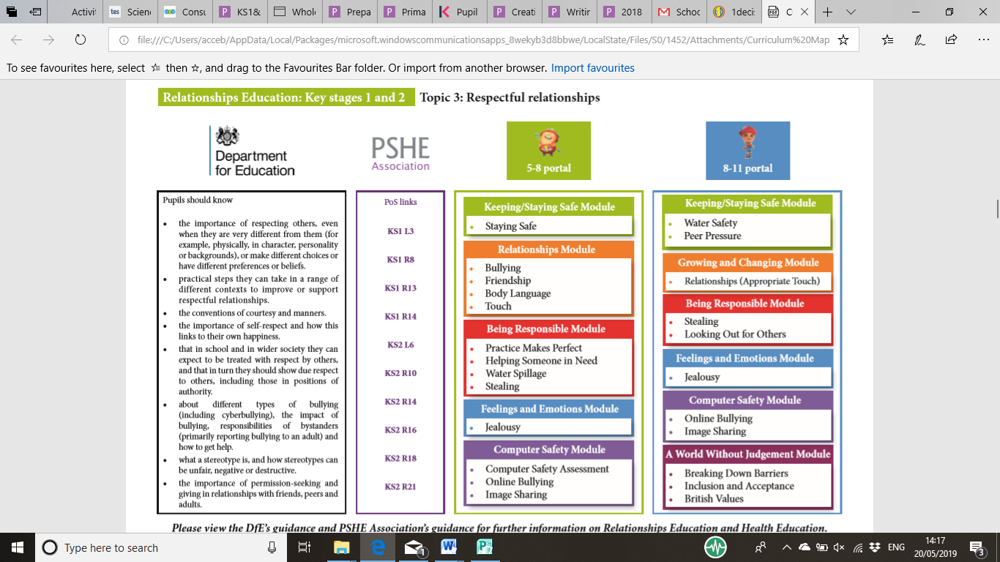 Activit
tes Scienc
Consu
KS1&
Whole
Prepa
Prima
Pupil
Creati
Writir
2018
Schoc
1decis
C
file:///C:/Users/acceb/AppData/Local/Packages/microsoft.windowscommunicationsapps_8wekyb3d8bbwe/LocalState/Files/S0/1452/Attachments/Curriculum%20Map
To see favourites here, select then ☆, and drag to the Favourites Bar folder. Or import from another browser. Import favourites
Relationships Education: Key stages 1 and 2 Topic 3: Respectful relationships
Department
for Education
PSHE
Association
5-8 portal
8-11 portal
Pupils should know
• the importance of respecting others, even
when they are very different from them (for
example, physically, in character, personality
or backgrounds), or make different choices or
have different preferences or beliefs.
• practical steps they can take in a range of
different contexts to improve or support
respectful relationships.
• the conventions of courtesy and manners.
• the importance of self-respect and how this
links to their own happiness.
• that in school and in wider society they can
expect to be treated with respect by others,
and that in turn they should show due respect
to others, including those in positions of
authority.
• about different types of bullying
(including cyberbullying), the impact of
bullying, responsibilities of bystanders
(primarily reporting bullying to an adult) and
how to get help.
• what a stereotype is, and how stereotypes can
be unfair, negative or destructive.
• the importance of permission-seeking and
giving in relationships with friends, peers and
adults.
PoS links
KS1 L3
KS1 R8
KS1 R13
KS1 R14
KS2 L6
KS2 R10
KS2 R14
KS2 R16
KS2 R18
KS2 R21
Keeping/Staying Safe Module
• Staying Safe
Relationships Module
• Bullying
• Friendship
• Body Language
• Touch
Being Responsible Module
• Practice Makes Perfect
• Helping Someone in Need
• Water Spillage
• Stealing
Feelings and Emotions Module
• Jealousy
Computer Safety Module
• Computer Safety Assessment
• Online Bullying
• Image Sharing
Keeping/Staying Safe Module
• Water Safety
• Peer Pressure
Growing and Changing Module
• Relationships (Appropriate Touch)
Being Responsible Module
• Stealing
• Looking Out for Others
Feelings and Emotions Module
• Jealousy
Computer Safety Module
• Online Bullying
• Image Sharing
A World Without Judgement Module
• Breaking Down Barriers
• Inclusion and Acceptance
• British Values
Please view the DfE's guidance and PSHE Association's guidance for further information on Relationships Education and Health Education.
Type here to search
1
ENG
14:17
20/05/2019
3